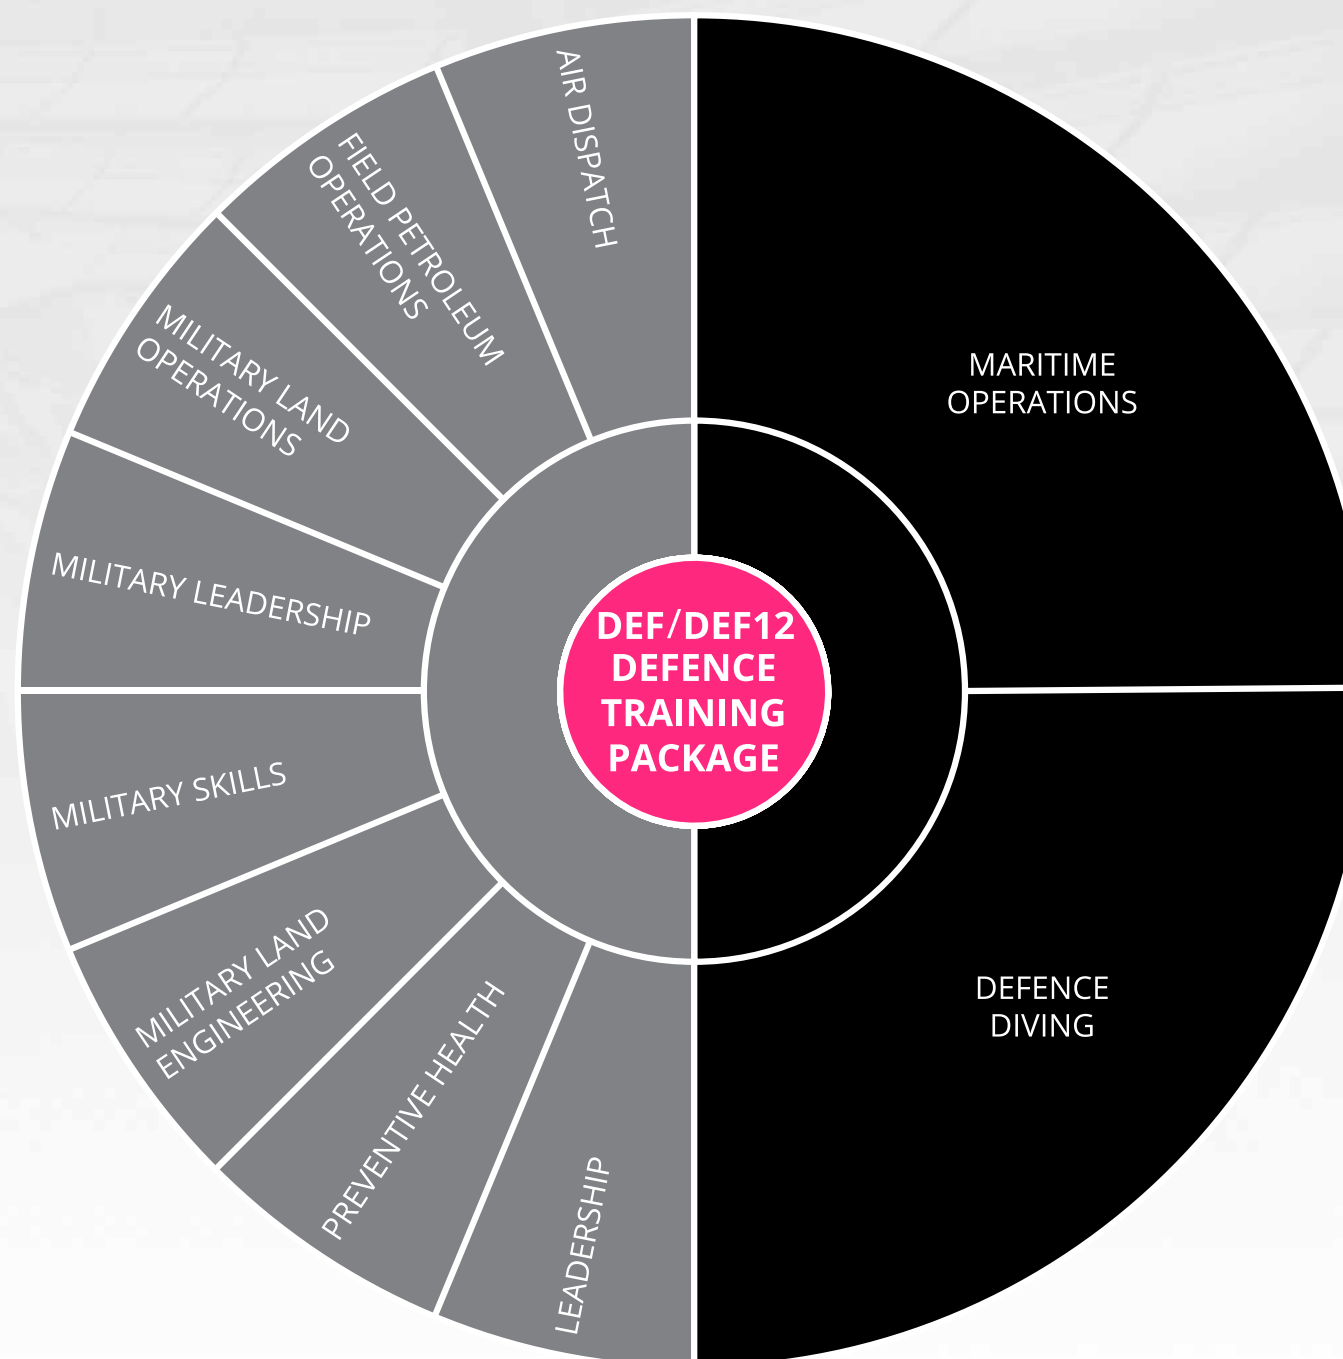 AIR DISPATCH
FIELD PETROLEUM
OPERATIONS
MILITARY LAND
OPERATIONS
MILITARY LEADERSHIP
MILITARY SKILLS
MILITARY LAND
ENGINEERING
PREVENTIVE HEALTH
LEADERSHIP
DEF/DEF12
DEFENCE
TRAINING
PACKAGE
MARITIME
OPERATIONS
DEFENCE
DIVING